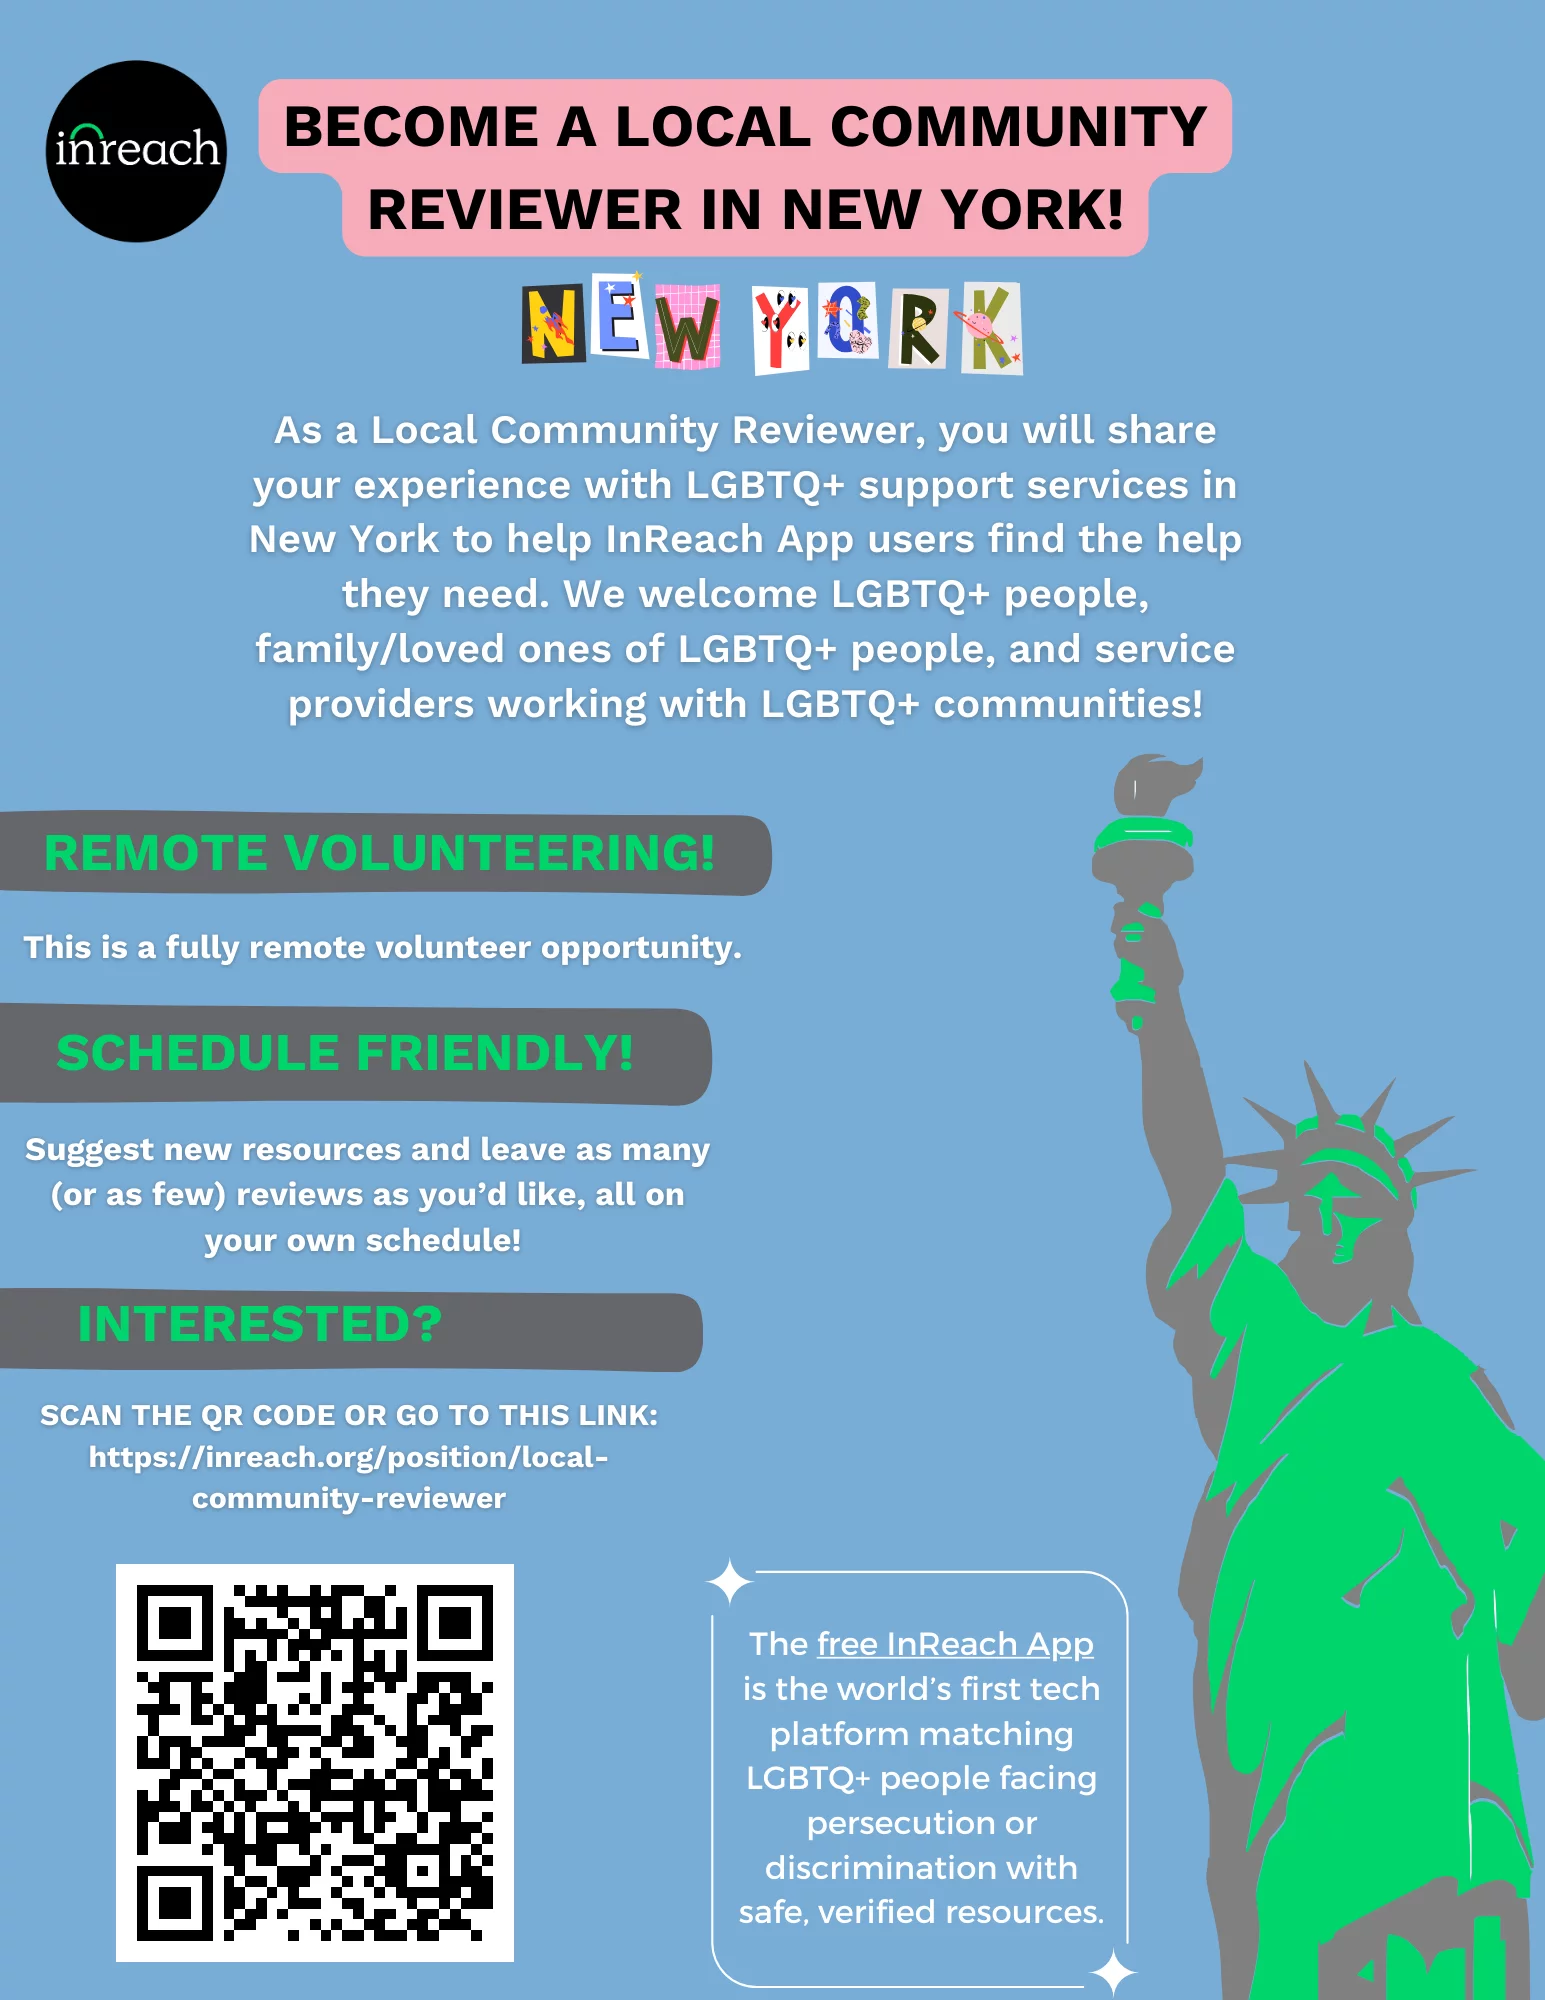 inreach
BECOME A LOCAL COMMUNITY
REVIEWER IN NEW YORK!
NEW YORK
As a Local Community Reviewer, you will share
your experience with LGBTQ+ support services in
New York to help InReach App users find the help
they need. We welcome LGBTQ+ people,
family/loved ones of LGBTQ+ people, and service
providers working with LGBTQ+ communities!
REMOTE VOLUNTEERING!
This is a fully remote volunteer opportunity.
SCHEDULE FRIENDLY!
Suggest new resources and leave as many
(or as few) reviews as you’d like, all on
your own schedule!
INTERESTED?
SCAN THE QR CODE OR GO TO THIS LINK:
https://inreach.org/position/local-
community-reviewer
The free InReach App
is the world’s first tech
platform matching
LGBTQ+ people facing
persecution or
discrimination with
safe, verified resources.